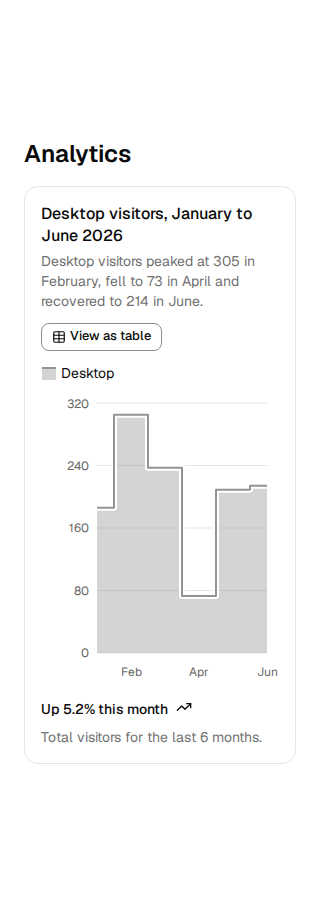 Analytics
Desktop visitors, January to
June 2026
Desktop visitors peaked at 305 in
February, fell to 73 in April and
recovered to 214 in June.
View as table
Desktop
320
240
160
80
0
Feb Apr Jun
Up 5.2% this month
Total visitors for the last 6 months.